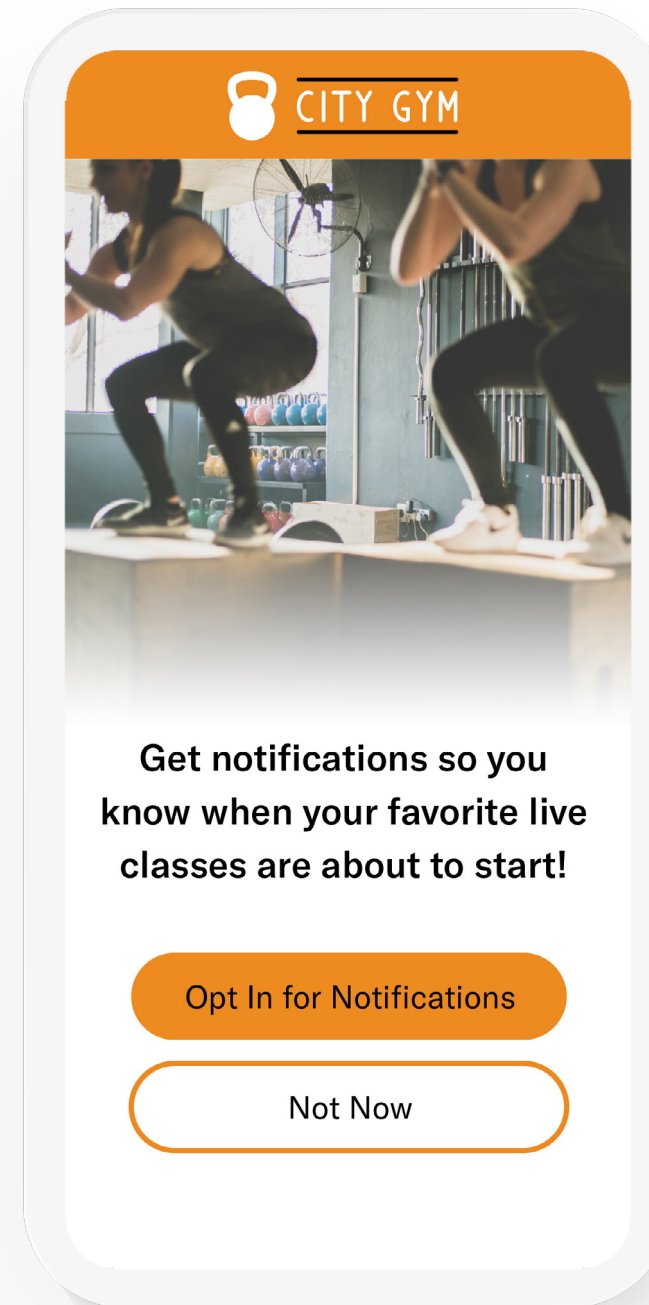 CITY GYM
Get notifications so you
know when your favorite live
classes are about to start!
Opt In for Notifications
Not Now